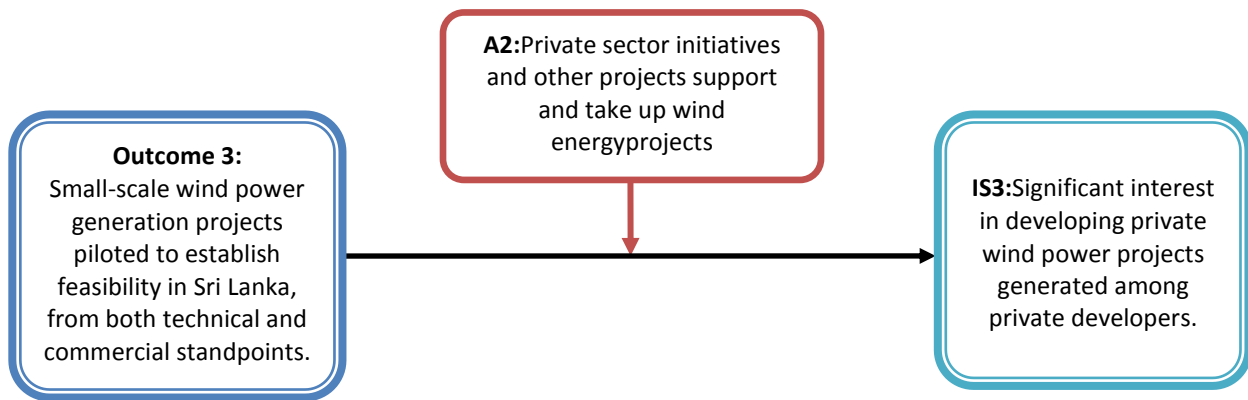 A2:Private sector initiatives
and other projects support
and take up wind
energyprojects
Outcome 3:
Small-scale wind power
generation projects
piloted to establish
feasibility in Sri Lanka,
from both technical and
commercial standpoints.
IS3:Significant interest
in developing private
wind power projects
generated among
private developers.